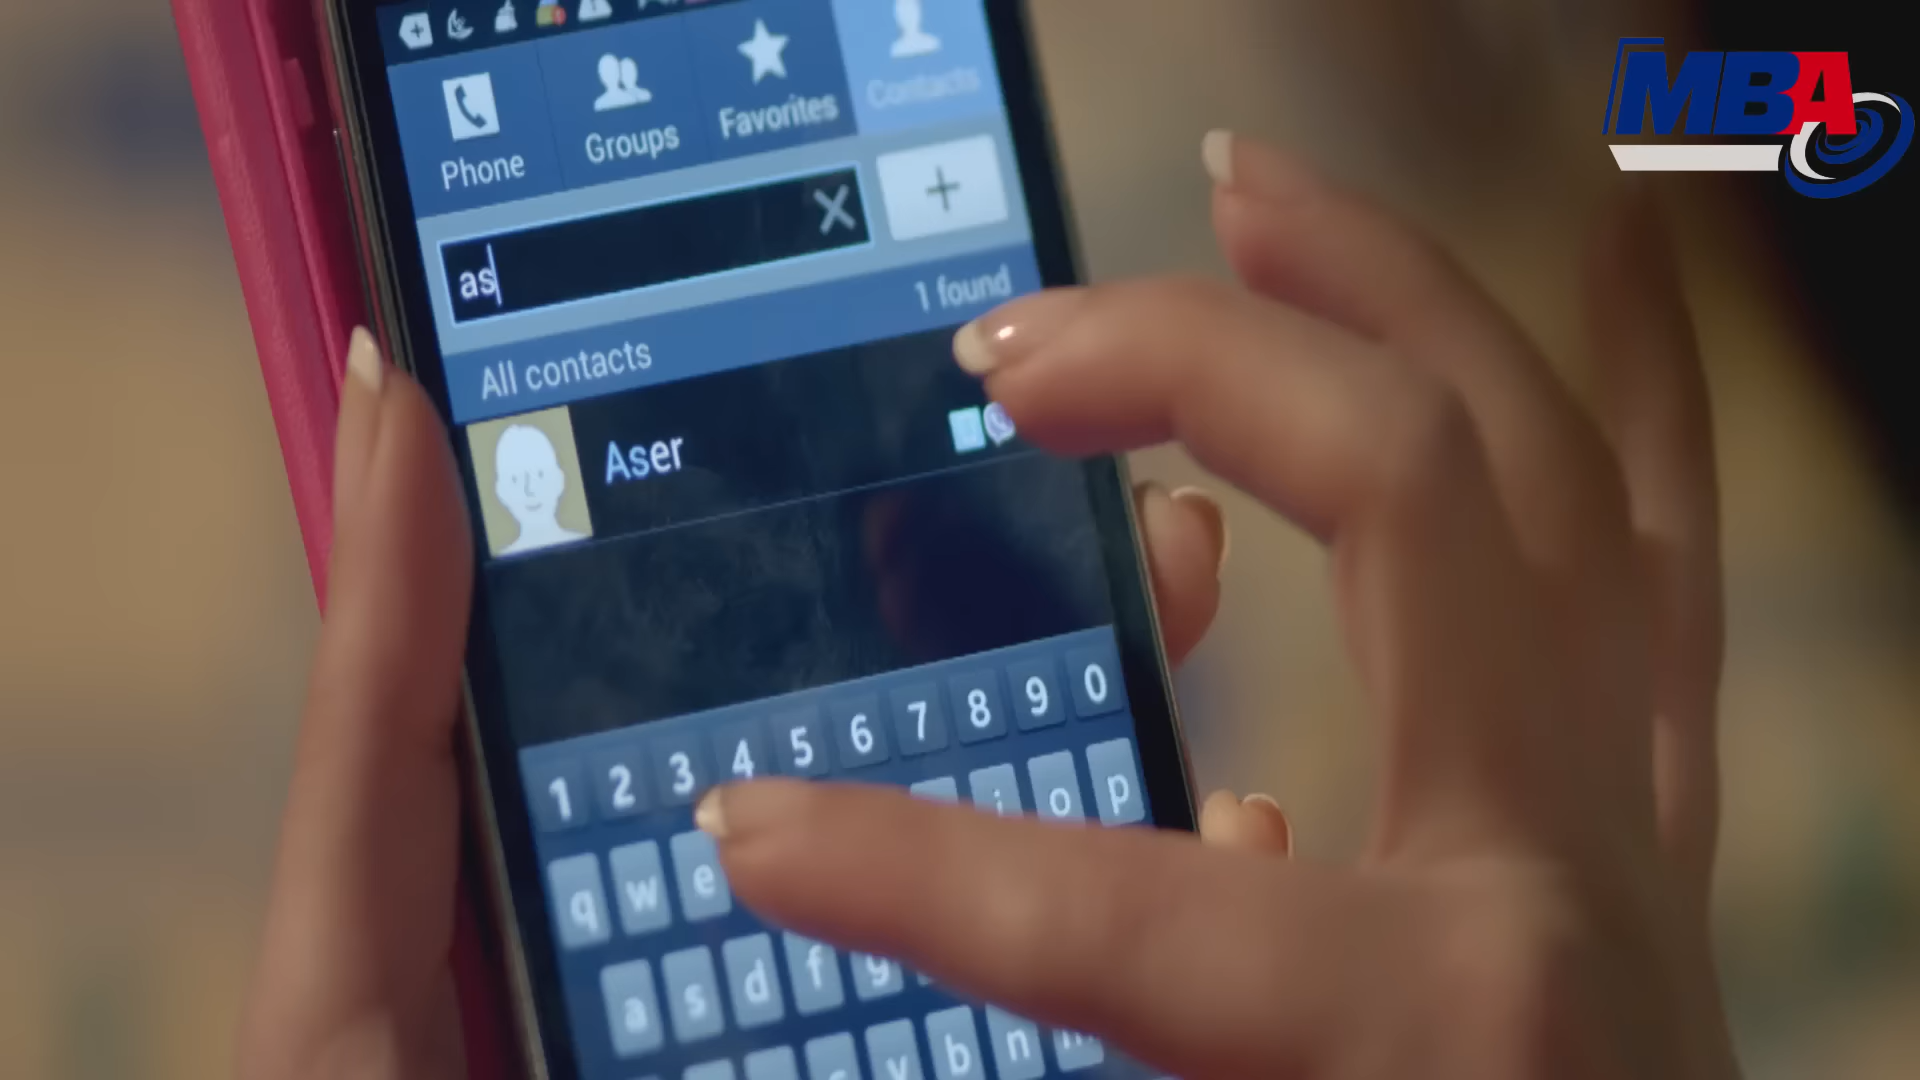 MBA
Phone
Groups
Favorites
Contacts
as
1 found
All contacts
Aser
1 2 3 4 5 6 7 8 9 0
q w e i o p
a s d f g
v b n m